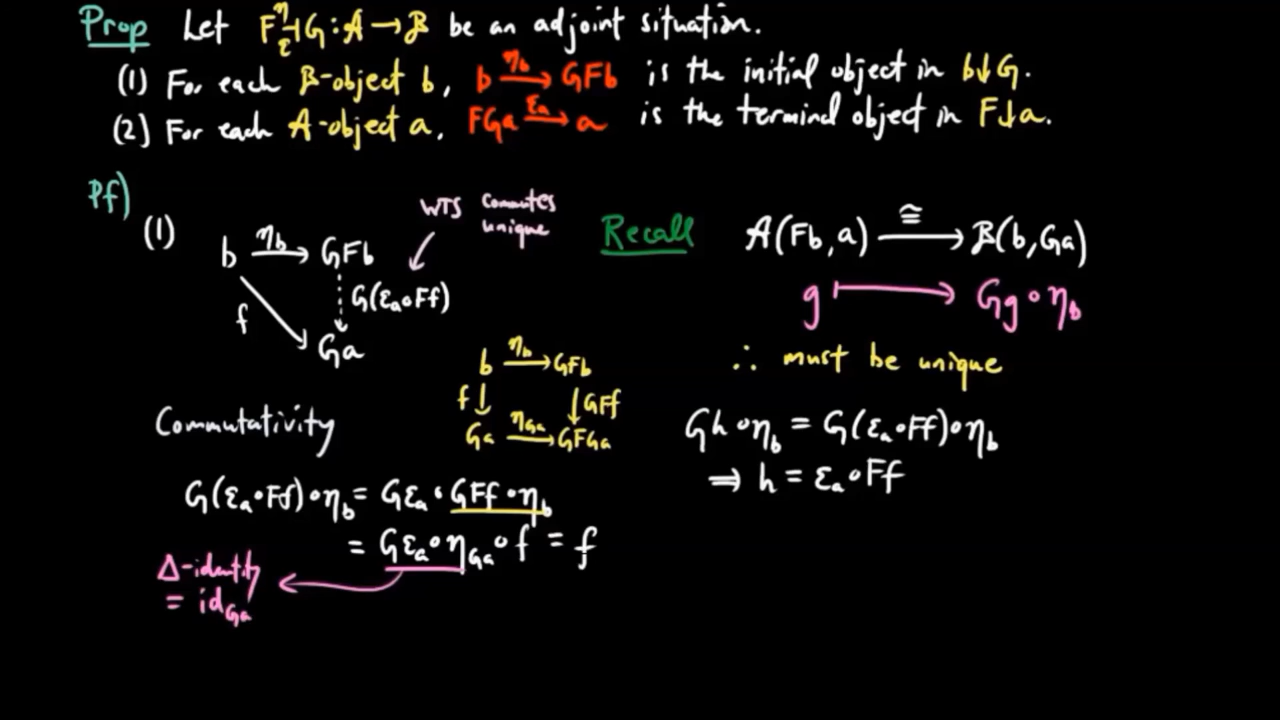 Prop Let F η⊣ε G : A → B be an adjoint situation.
(1) For each B-object b, b →ηb GFb is the initial object in b↓G.
(2) For each A-object a, FGa →εa a is the terminal object in F↓a.
Pf)
(1)
b →ηb GFb
f
G(εa∘Ff)
Ga
WTS commutes
unique
Recall A(Fb, a) →≅ B(b, Ga)
g ↦ Gg∘ηb
∴ must be unique
b →ηb GFb
f↓ ↓GFf
Ga →ηGa GFGa
Gh∘ηb = G(εa∘Ff)∘ηb
⇒ h = εa∘Ff
Commutativity
G(εa∘Ff)∘ηb = Gεa∘GFf∘ηb
= Gεa∘ηGa∘f = f
Δ-identity
= idGa